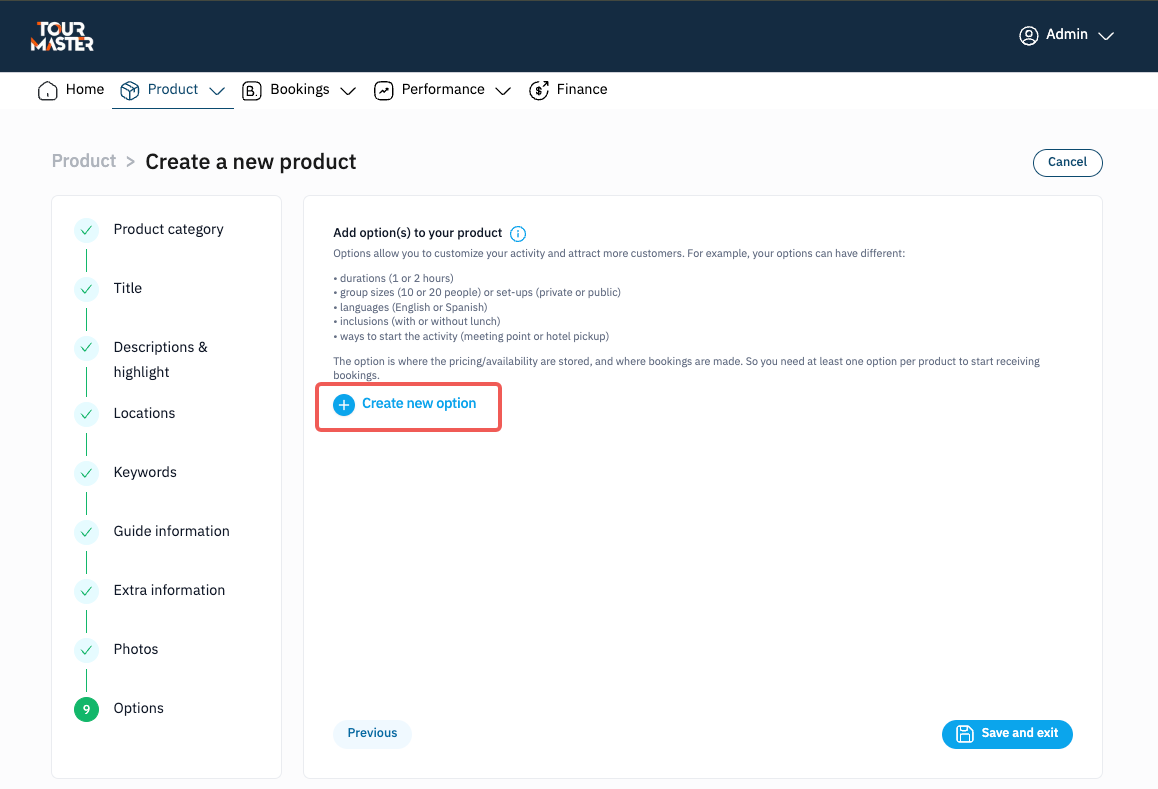 TOUR
MASTER
Admin
Home
Product
B.
Bookings
Performance
$
Finance
Product > Create a new product
Cancel
Product category
Title
Descriptions &
highlight
Locations
Keywords
Guide information
Extra information
Photos
9
Options
Add option(s) to your product
Options allow you to customize your activity and attract more customers. For example, your options can have different:
• durations (1 or 2 hours)
• group sizes (10 or 20 people) or set-ups (private or public)
• languages (English or Spanish)
• inclusions (with or without lunch)
• ways to start the activity (meeting point or hotel pickup)
The option is where the pricing/availability are stored, and where bookings are made. So you need at least one option per product to start receiving
bookings.
Create new option
Previous
Save and exit